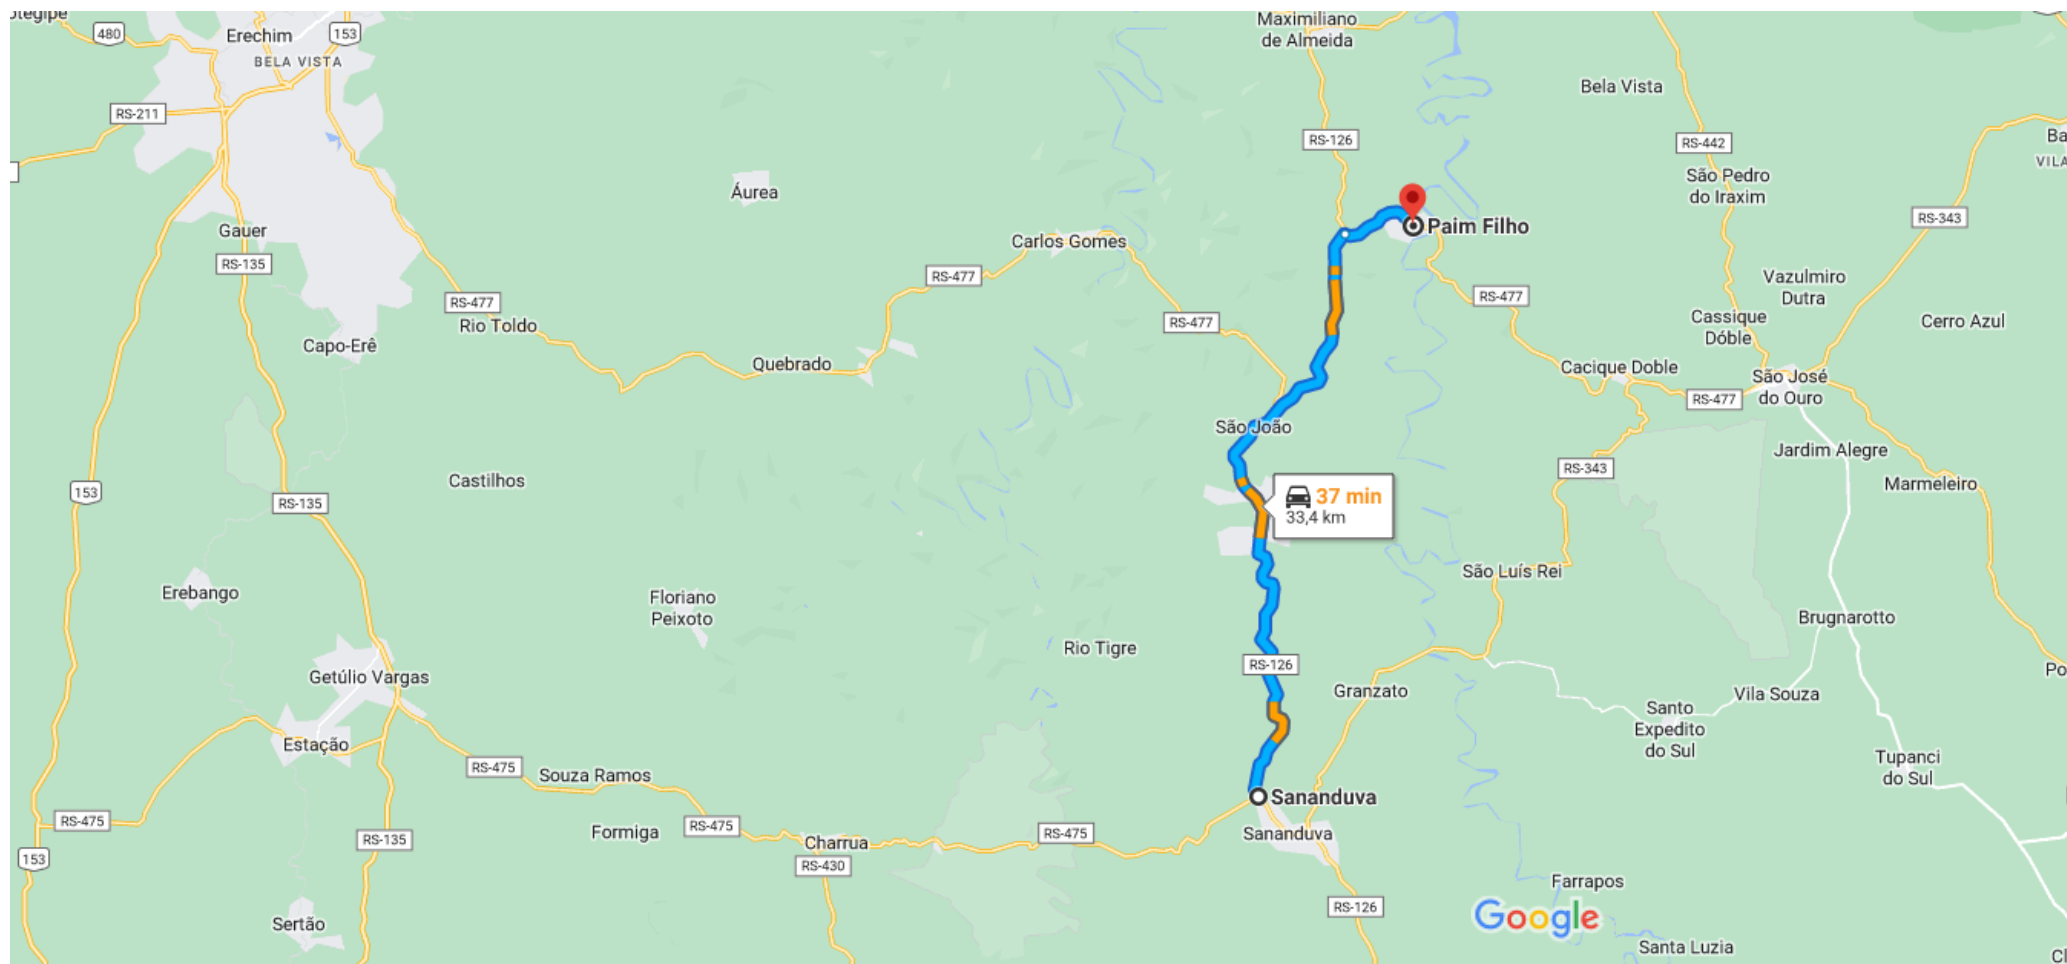 otegipe
480
Erechim
153
BELA VISTA
Maximiliano
de Almeida
Bela Vista
RS-211
RS-126
RS-442
Ba
VILA
Áurea
São Pedro
do Iraxim
RS-343
Gauer
Carlos Gomes
Paim Filho
RS-135
RS-477
RS-477
RS-477
Vazulmiro
Dutra
Rio Toldo
RS-477
Cassique
Dóble
Cerro Azul
Capo-Erê
Quebrado
Cacique Doble
São José
do Ouro
RS-477
São João
Jardim Alegre
RS-343
Castilhos
Marmeleiro
153
RS-135
37 min
33,4 km
São Luís Rei
Erebango
Floriano
Peixoto
Brugnarotto
Rio Tigre
RS-126
Po
Getúlio Vargas
Granzato
Vila Souza
Santo
Expedito
do Sul
Estação
Tupanci
do Sul
RS-475
Souza Ramos
Sananduva
RS-475
Formiga
RS-475
RS-475
Sananduva
RS-135
Charrua
153
RS-430
Farrapos
RS-126
Google
Sertão
Santa Luzia